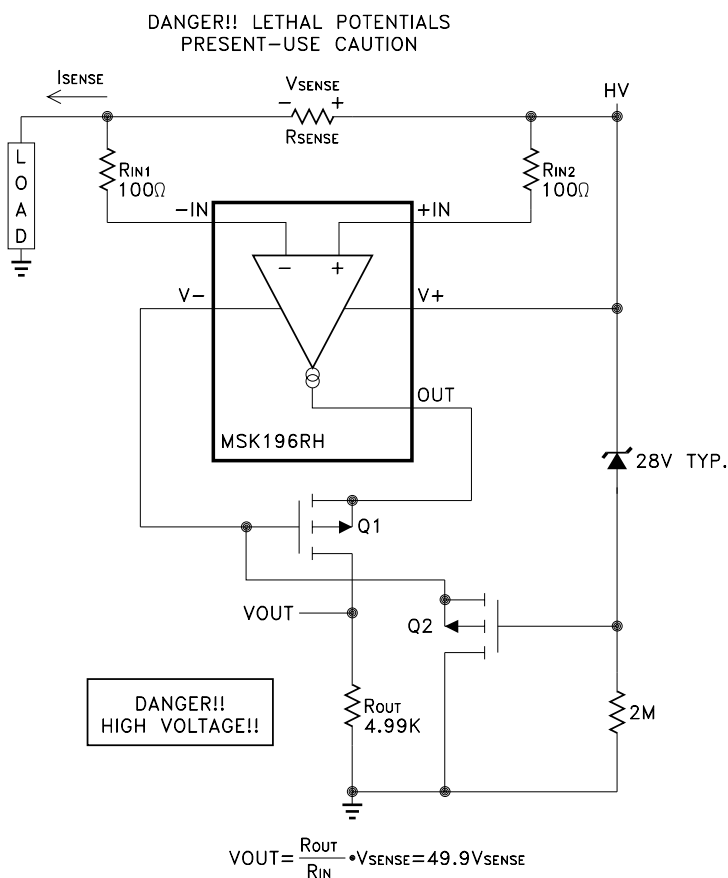 DANGER!! LETHAL POTENTIALS
PRESENT-USE CAUTION
ISENSE
VSENSE
- +
RSENSE
HV
LOAD
RIN1
100Ω
RIN2
100Ω
-IN
+IN
- +
V-
V+
OUT
MSK196RH
28V TYP.
Q1
VOUT
Q2
ROUT
4.99K
2M
DANGER!!
HIGH VOLTAGE!!
VOUT= ROUT/RIN •VSENSE=49.9VSENSE